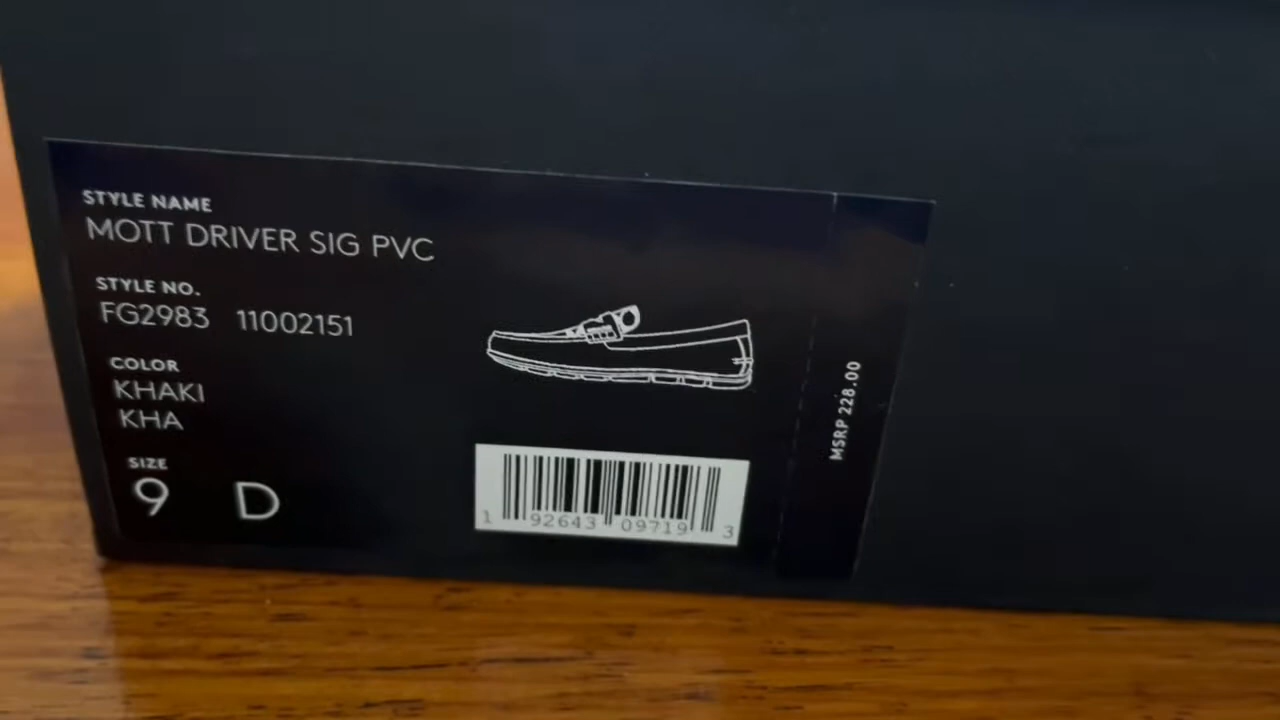 STYLE NAME
MOTT DRIVER SIG PVC
STYLE NO.
FG2983 11002151
COLOR
KHAKI
KHA
SIZE
9 D
1 92643 09719 3
MSRP 228.00